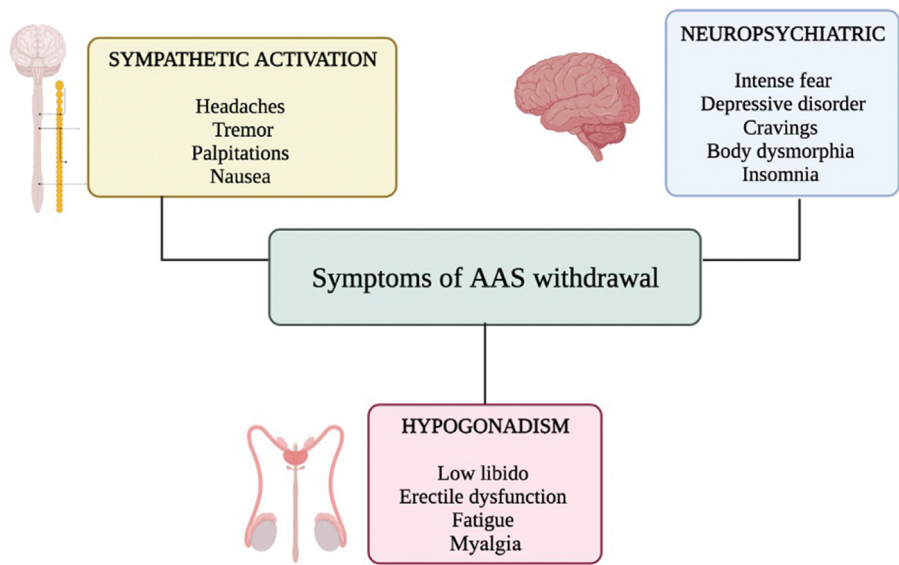 SYMPATHETIC ACTIVATION
Headaches
Tremor
Palpitations
Nausea
NEUROPSYCHIATRIC
Intense fear
Depressive disorder
Cravings
Body dysmorphia
Insomnia
Symptoms of AAS withdrawal
HYPOGONADISM
Low libido
Erectile dysfunction
Fatigue
Myalgia